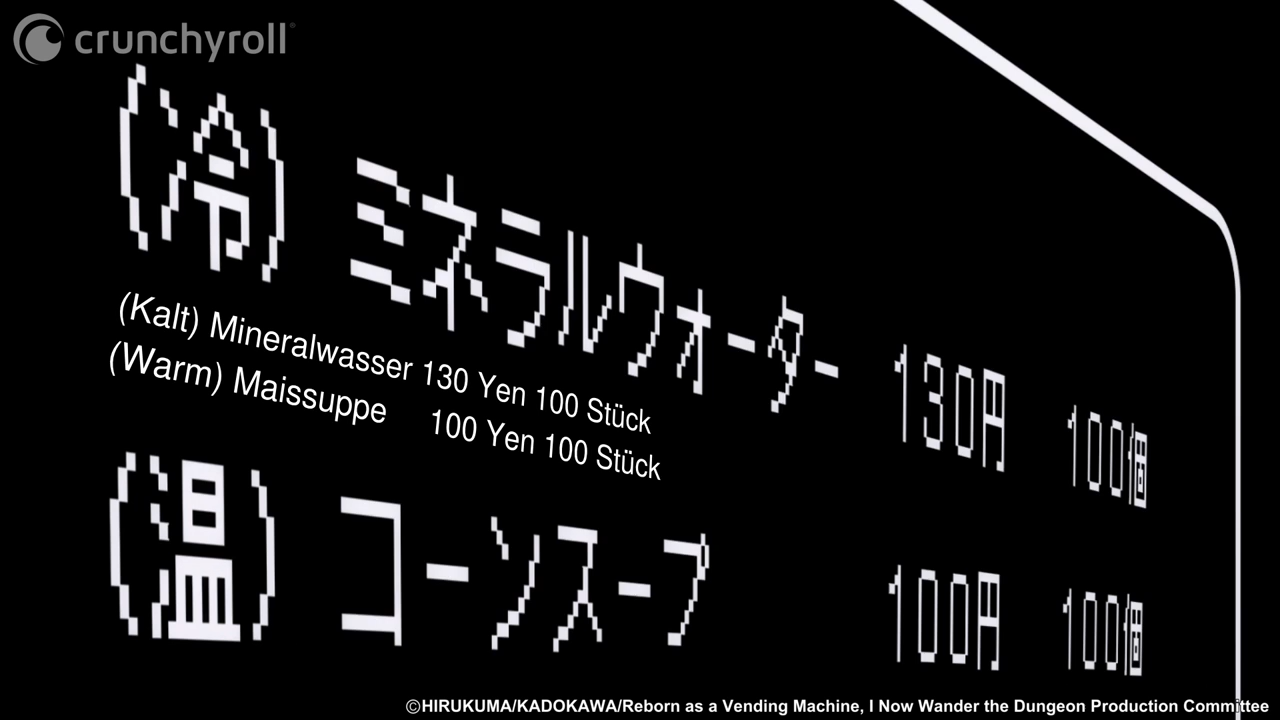 crunchyroll
(冷) ミネラルウォーター 130円 100個
(Kalt) Mineralwasser 130 Yen 100 Stück
(Warm) Maissuppe 100 Yen 100 Stück
(温) コーンスープ 100円 100個
©HIRUKUMA/KADOKAWA/Reborn as a Vending Machine, I Now Wander the Dungeon Production Committee